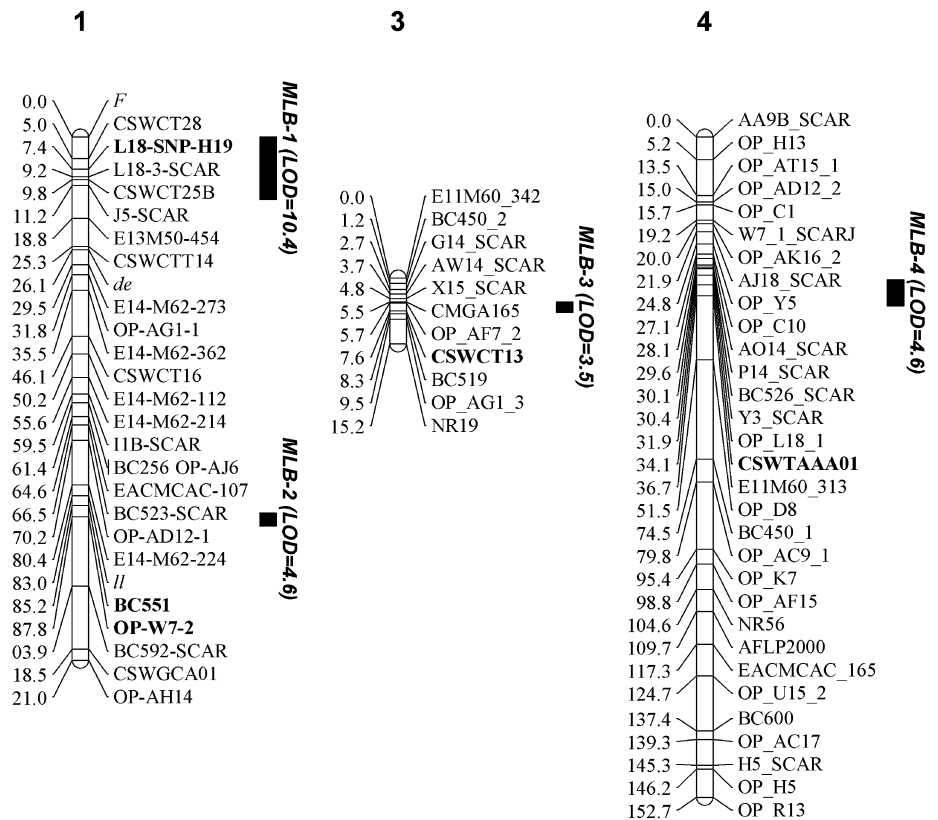 1
0.0 F
5.0 CSWCT28
7.4 L18-SNP-H19
9.2 L18-3-SCAR
9.8 CSWCT25B
11.2 J5-SCAR
18.8 E13M50-454
25.3 CSWCTT14
26.1 de
29.5 E14-M62-273
31.8 OP-AG1-1
35.5 E14-M62-362
46.1 CSWCT16
50.2 E14-M62-112
55.6 E14-M62-214
59.5 I1B-SCAR
61.4 BC256 OP-AJ6
64.6 EACMCAC-107
66.5 BC523-SCAR
70.2 OP-AD12-1
80.4 E14-M62-224
83.0 ll
85.2 BC551
87.8 OP-W7-2
03.9 BC592-SCAR
18.5 CSWGCA01
21.0 OP-AH14
MLB-1 (LOD=10.4)
MLB-2 (LOD=4.6)
3
0.0 E11M60_342
1.2 BC450_2
2.7 G14_SCAR
3.7 AW14_SCAR
4.8 X15_SCAR
5.5 CMGA165
5.7 OP_AF7_2
7.6 CSWCT13
8.3 BC519
9.5 OP_AG1_3
15.2 NR19
MLB-3 (LOD=3.5)
4
0.0 AA9B_SCAR
5.2 OP_H13
13.5 OP_AT15_1
15.0 OP_AD12_2
15.7 OP_C1
19.2 W7_1_SCARJ
20.0 OP_AK16_2
21.9 AJ18_SCAR
24.8 OP_Y5
27.1 OP_C10
28.1 AO14_SCAR
29.6 P14_SCAR
30.1 BC526_SCAR
30.4 Y3_SCAR
31.9 OP_L18_1
34.1 CSWTAAA01
36.7 E11M60_313
51.5 OP_D8
74.5 BC450_1
79.8 OP_AC9_1
95.4 OP_K7
98.8 OP_AF15
104.6 NR56
109.7 AFLP2000
117.3 EACMCAC_165
124.7 OP_U15_2
137.4 BC600
139.3 OP_AC17
145.3 H5_SCAR
146.2 OP_H5
152.7 OP_R13
MLB-4 (LOD=4.6)